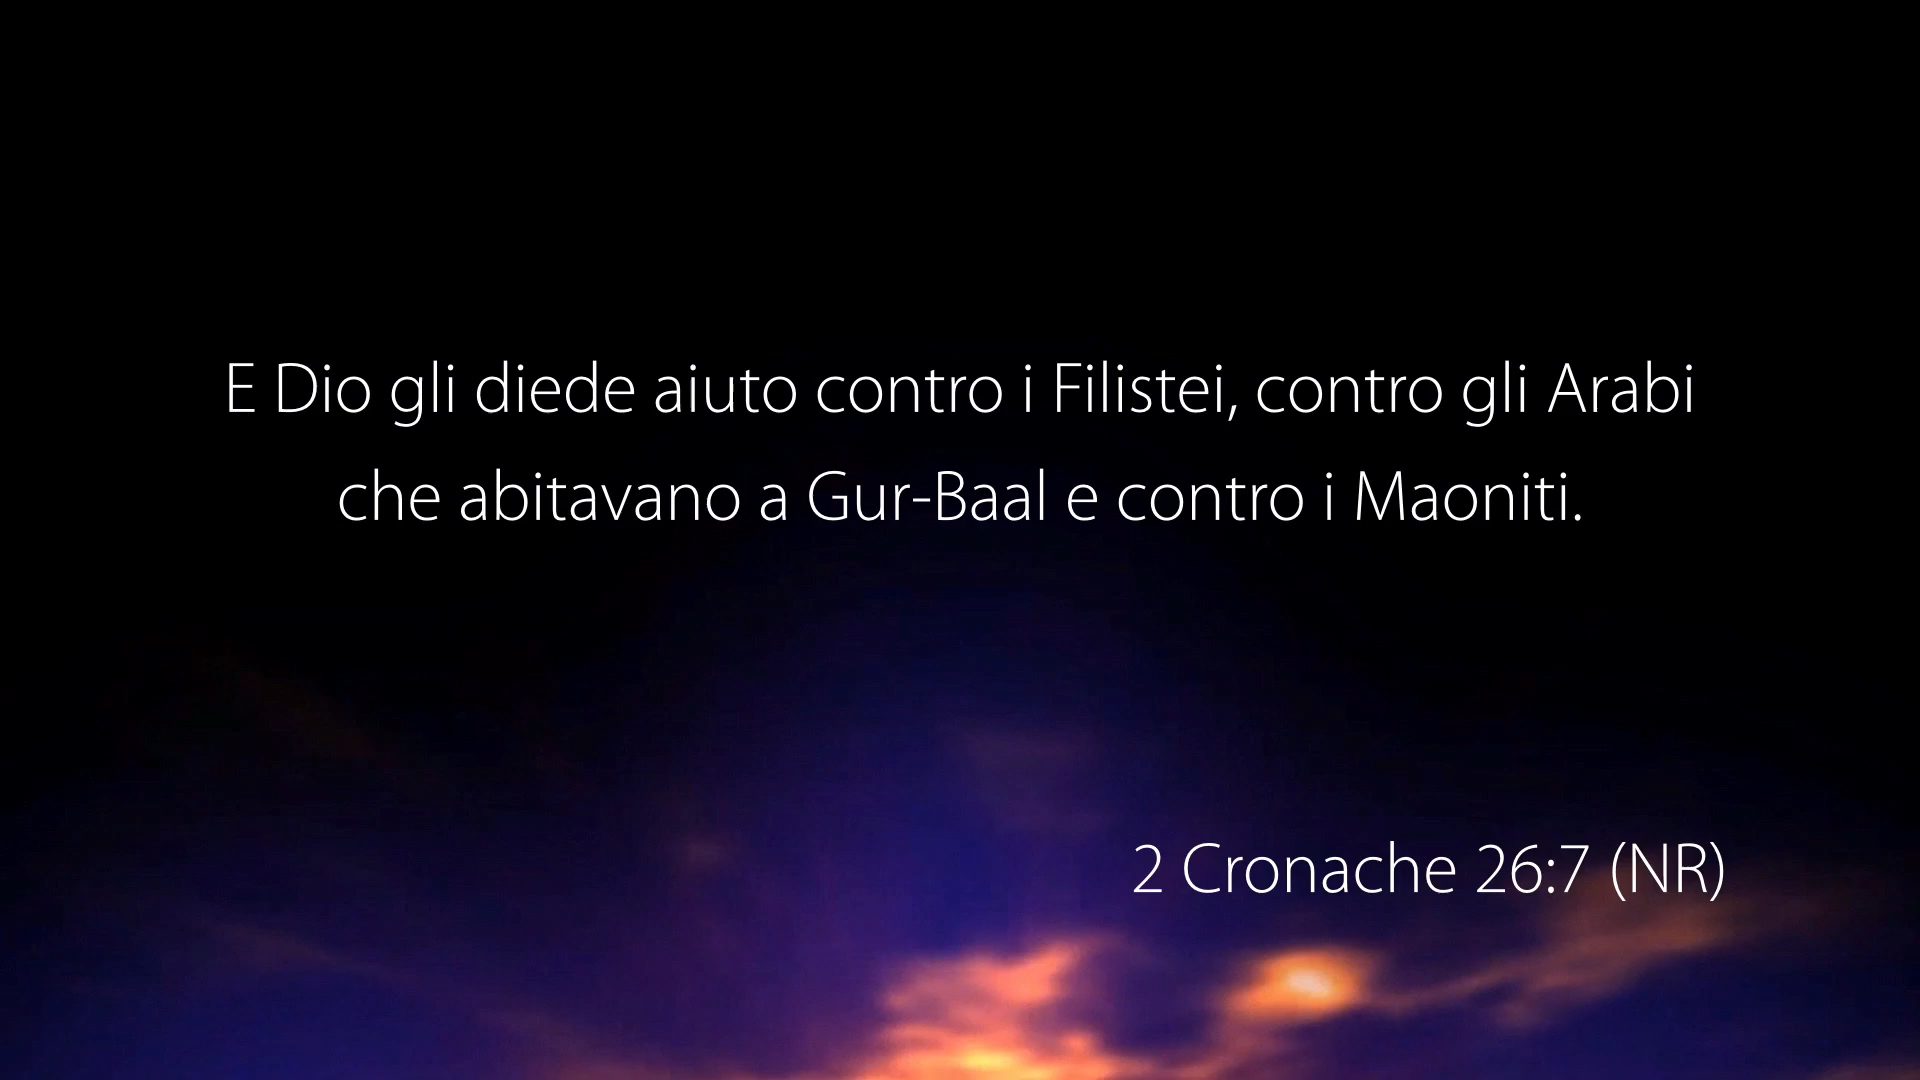 E Dio gli diede aiuto contro i Filistei, contro gli Arabi
che abitavano a Gur-Baal e contro i Maoniti.
2 Cronache 26:7 (NR)